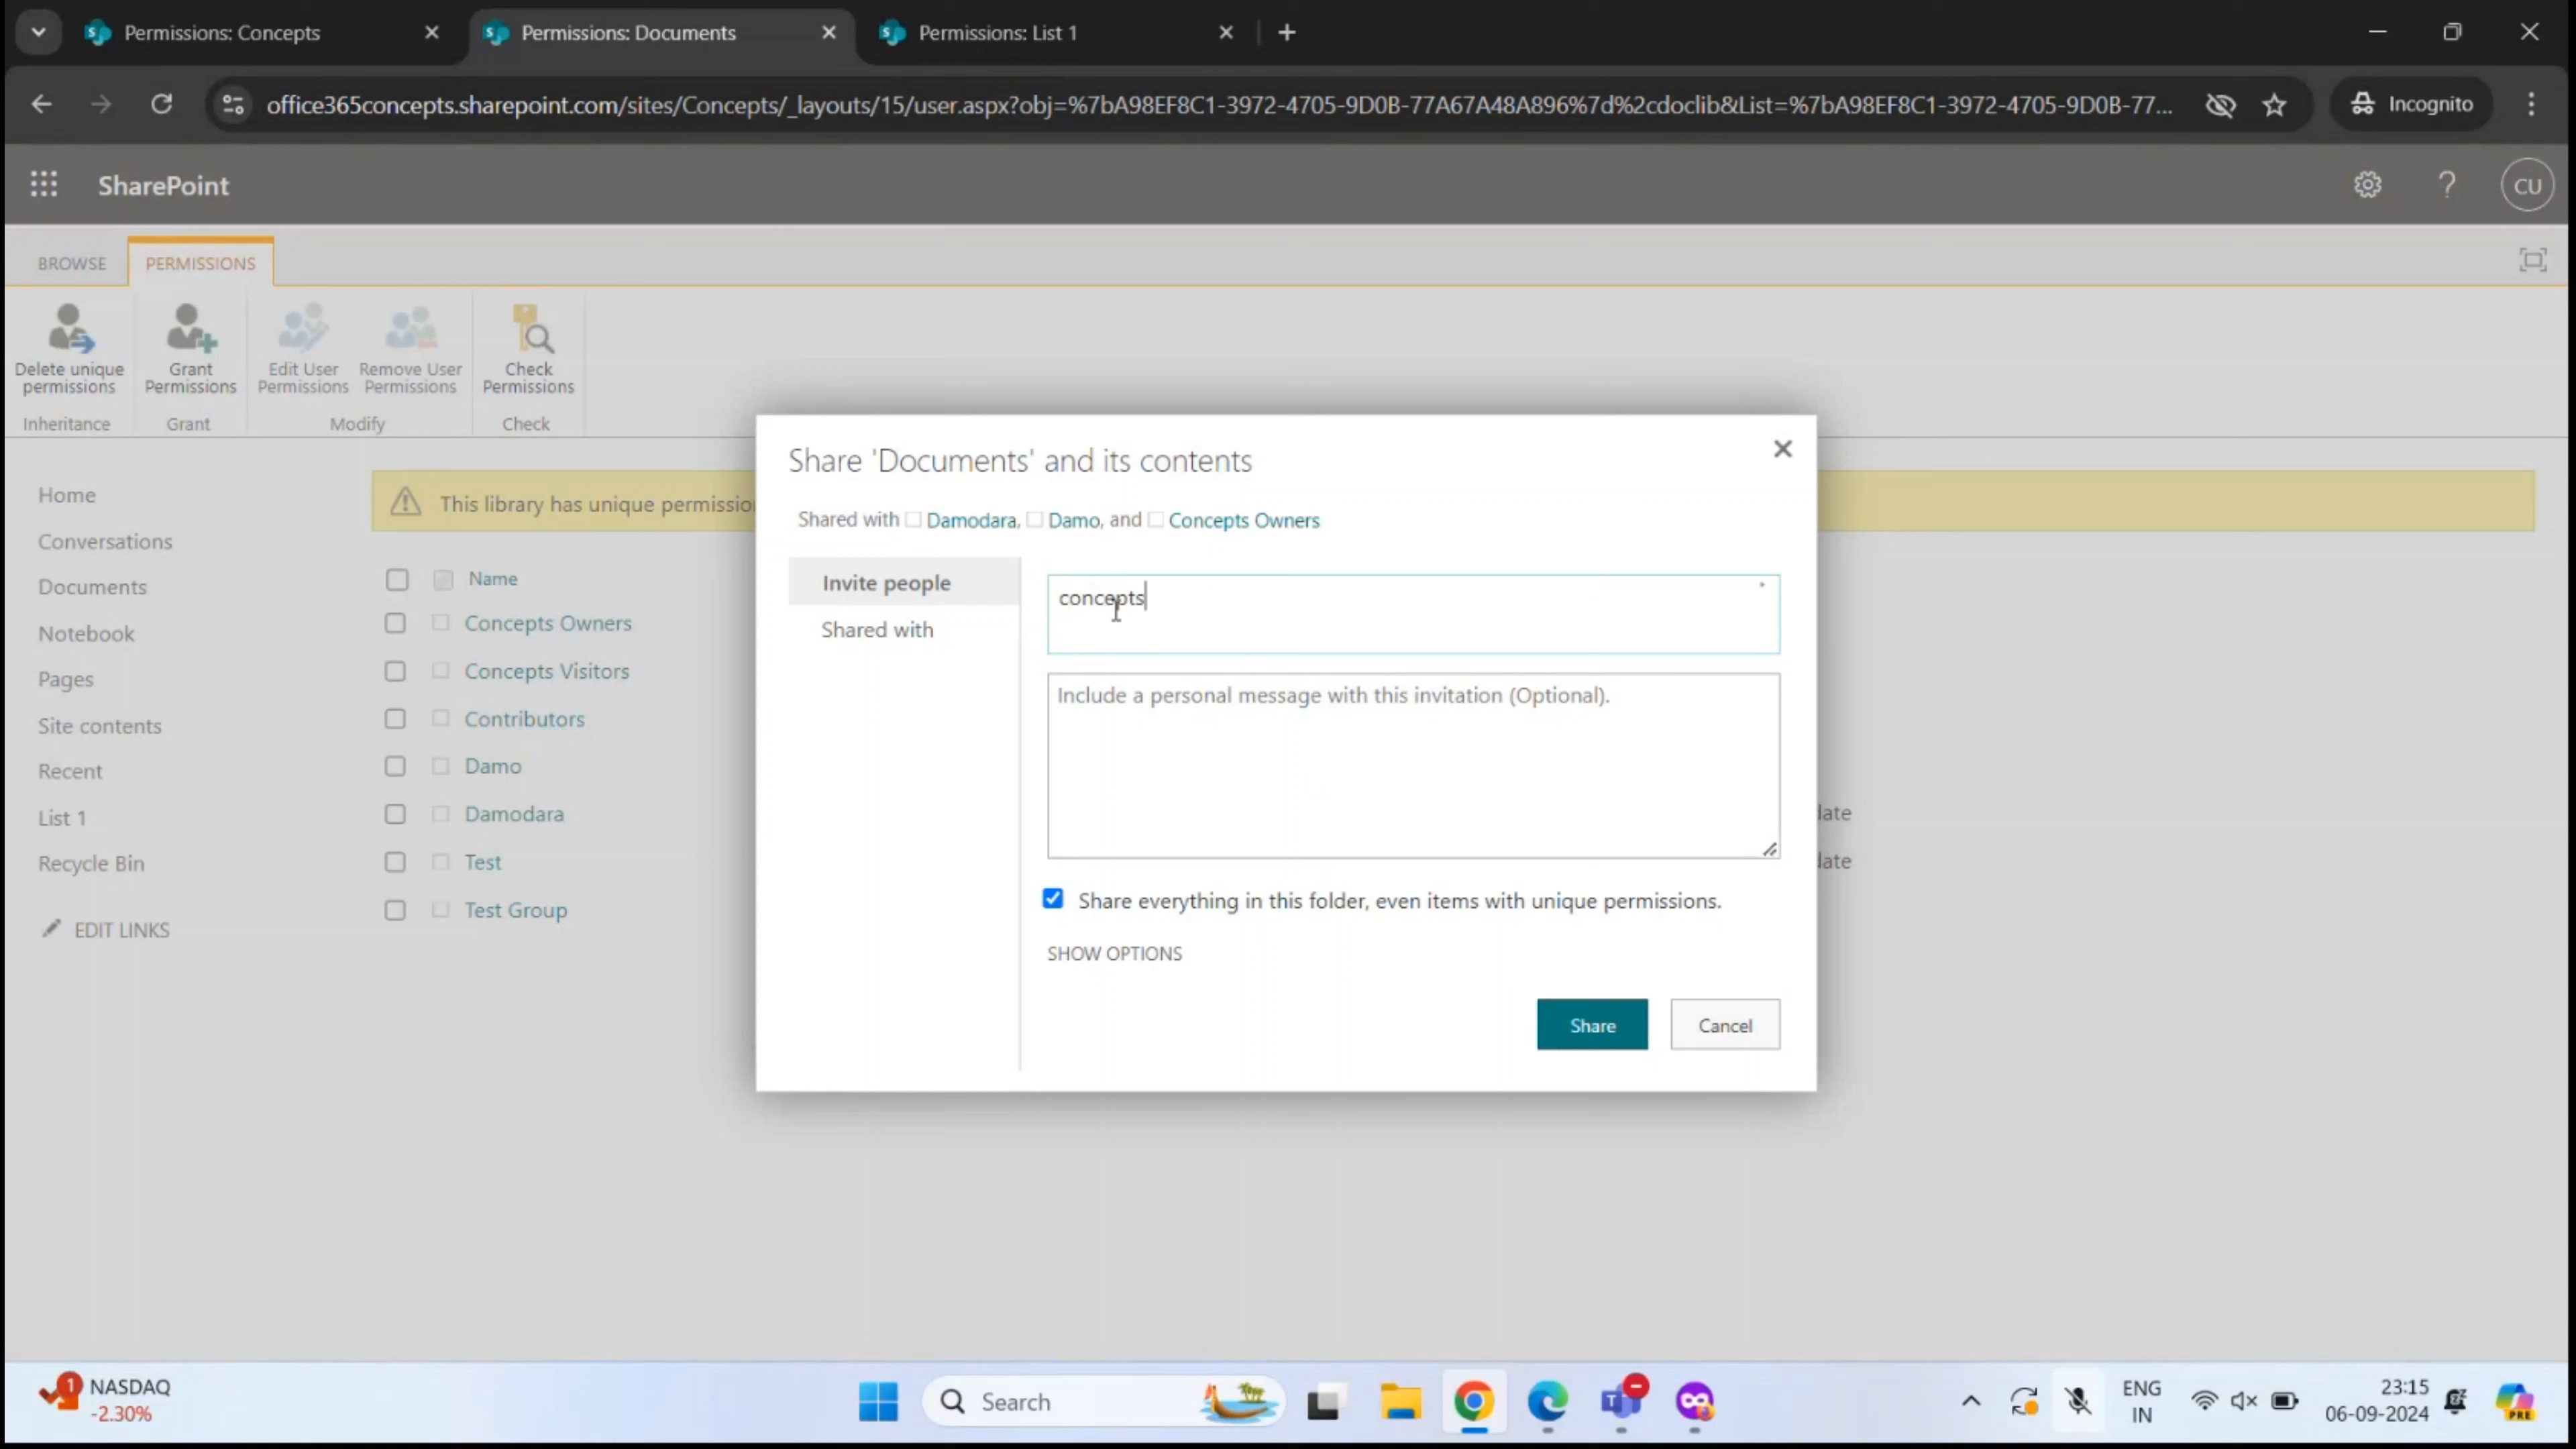 Permissions: Concepts
Permissions: Documents
Permissions: List 1
office365concepts.sharepoint.com/sites/Concepts/_layouts/15/user.aspx?obj=%7bA98EF8C1-3972-4705-9D0B-77A67A48A896%7d%2cdoclib&List=%7bA98EF8C1-3972-4705-9D0B-77...
Incognito
SharePoint
CU
BROWSE
PERMISSIONS
Delete unique permissions
Grant Permissions
Edit User Permissions
Remove User Permissions
Check Permissions
Inheritance
Grant
Modify
Check
Home
Conversations
Documents
Notebook
Pages
Site contents
Recent
List 1
Recycle Bin
EDIT LINKS
This library has unique permissio
Name
Concepts Owners
Concepts Visitors
Contributors
Damo
Damodara
Test
Test Group
Share 'Documents' and its contents
Shared with Damodara, Damo, and Concepts Owners
Invite people
Shared with
concepts
Include a personal message with this invitation (Optional).
Share everything in this folder, even items with unique permissions.
SHOW OPTIONS
Share
Cancel
1
NASDAQ
-2.30%
Search
ENG
IN
23:15
06-09-2024
PRE